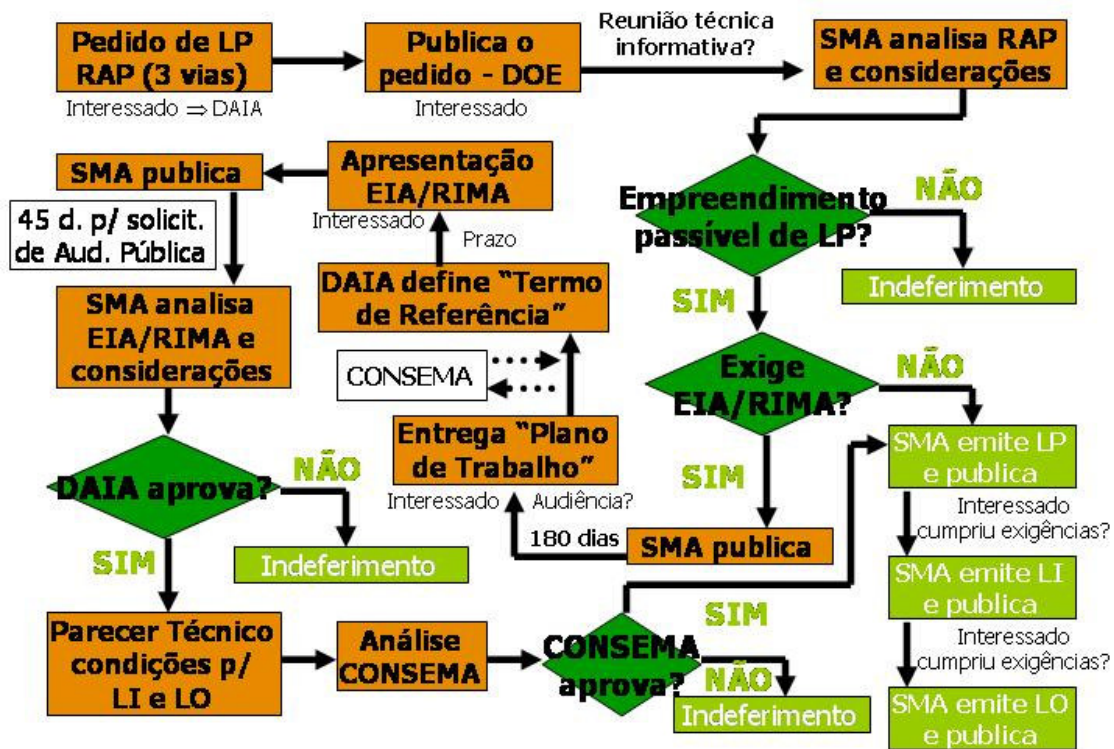 Pedido de LP
RAP (3 vias)
Interessado ⇒ DAIA
Publica o
pedido - DOE
Interessado
Reunião técnica
informativa?
SMA analisa RAP
e considerações
Empreendimento
passível de LP?
NÃO
Indeferimento
SIM
Exige
EIA/RIMA?
NÃO
SIM
SMA publica
180 dias
Entrega “Plano
de Trabalho”
Interessado
Audiência?
CONSEMA
DAIA define “Termo
de Referência”
Prazo
Apresentação
EIA/RIMA
Interessado
SMA publica
45 d. p/ solicit.
de Aud. Pública
SMA analisa
EIA/RIMA e
considerações
DAIA aprova?
NÃO
Indeferimento
SIM
Parecer Técnico
condições p/
LI e LO
Análise
CONSEMA
CONSEMA
aprova?
SIM
NÃO
Indeferimento
SMA emite LP
e publica
Interessado
cumpriu exigências?
SMA emite LI
e publica
Interessado
cumpriu exigências?
SMA emite LO
e publica